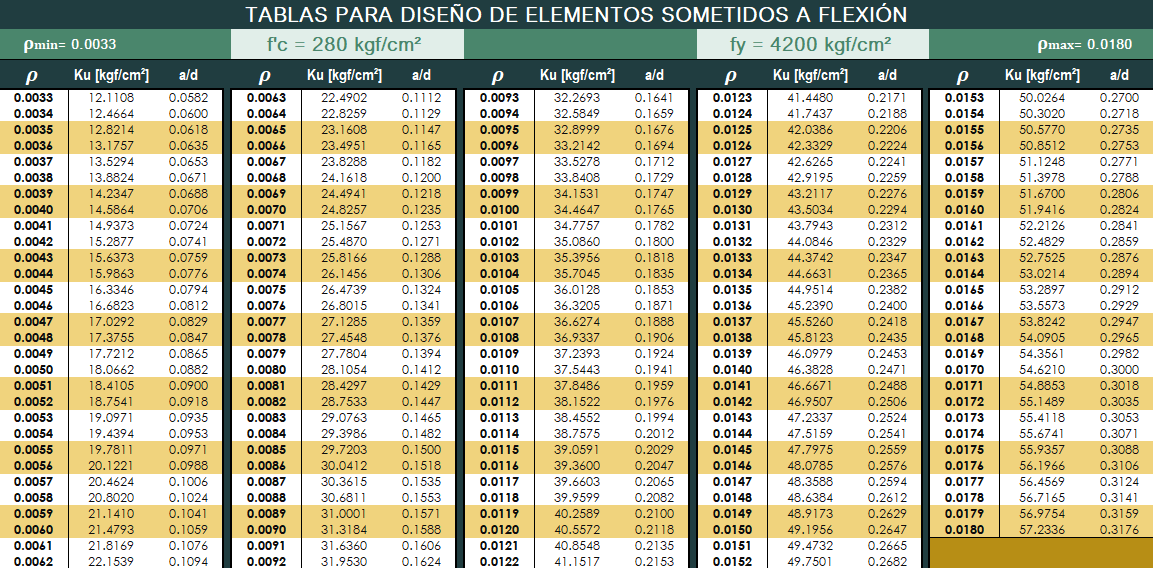 TABLAS PARA DISEÑO DE ELEMENTOS SOMETIDOS A FLEXIÓN
ρmin= 0.0033 f'c = 280 kgf/cm² fy = 4200 kgf/cm² ρmax= 0.0180
ρ Ku [kgf/cm²] a/d ρ Ku [kgf/cm²] a/d ρ Ku [kgf/cm²] a/d ρ Ku [kgf/cm²] a/d ρ Ku [kgf/cm²] a/d
0.0033 12.1108 0.0582 0.0063 22.4902 0.1112 0.0093 32.2693 0.1641 0.0123 41.4480 0.2171 0.0153 50.0264 0.2700
0.0034 12.4664 0.0600 0.0064 22.8259 0.1129 0.0094 32.5849 0.1659 0.0124 41.7437 0.2188 0.0154 50.3020 0.2718
0.0035 12.8214 0.0618 0.0065 23.1608 0.1147 0.0095 32.8999 0.1676 0.0125 42.0386 0.2206 0.0155 50.5770 0.2735
0.0036 13.1757 0.0635 0.0066 23.4951 0.1165 0.0096 33.2142 0.1694 0.0126 42.3329 0.2224 0.0156 50.8512 0.2753
0.0037 13.5294 0.0653 0.0067 23.8288 0.1182 0.0097 33.5278 0.1712 0.0127 42.6265 0.2241 0.0157 51.1248 0.2771
0.0038 13.8824 0.0671 0.0068 24.1618 0.1200 0.0098 33.8408 0.1729 0.0128 42.9195 0.2259 0.0158 51.3978 0.2788
0.0039 14.2347 0.0688 0.0069 24.4941 0.1218 0.0099 34.1531 0.1747 0.0129 43.2117 0.2276 0.0159 51.6700 0.2806
0.0040 14.5864 0.0706 0.0070 24.8257 0.1235 0.0100 34.4647 0.1765 0.0130 43.5034 0.2294 0.0160 51.9416 0.2824
0.0041 14.9373 0.0724 0.0071 25.1567 0.1253 0.0101 34.7757 0.1782 0.0131 43.7943 0.2312 0.0161 52.2126 0.2841
0.0042 15.2877 0.0741 0.0072 25.4870 0.1271 0.0102 35.0860 0.1800 0.0132 44.0846 0.2329 0.0162 52.4829 0.2859
0.0043 15.6373 0.0759 0.0073 25.8166 0.1288 0.0103 35.3956 0.1818 0.0133 44.3742 0.2347 0.0163 52.7525 0.2876
0.0044 15.9863 0.0776 0.0074 26.1456 0.1306 0.0104 35.7045 0.1835 0.0134 44.6631 0.2365 0.0164 53.0214 0.2894
0.0045 16.3346 0.0794 0.0075 26.4739 0.1324 0.0105 36.0128 0.1853 0.0135 44.9514 0.2382 0.0165 53.2897 0.2912
0.0046 16.6823 0.0812 0.0076 26.8015 0.1341 0.0106 36.3205 0.1871 0.0136 45.2390 0.2400 0.0166 53.5573 0.2929
0.0047 17.0292 0.0829 0.0077 27.1285 0.1359 0.0107 36.6274 0.1888 0.0137 45.5260 0.2418 0.0167 53.8242 0.2947
0.0048 17.3755 0.0847 0.0078 27.4548 0.1376 0.0108 36.9337 0.1906 0.0138 45.8123 0.2435 0.0168 54.0905 0.2965
0.0049 17.7212 0.0865 0.0079 27.7804 0.1394 0.0109 37.2393 0.1924 0.0139 46.0979 0.2453 0.0169 54.3561 0.2982
0.0050 18.0662 0.0882 0.0080 28.1054 0.1412 0.0110 37.5443 0.1941 0.0140 46.3828 0.2471 0.0170 54.6210 0.3000
0.0051 18.4105 0.0900 0.0081 28.4297 0.1429 0.0111 37.8486 0.1959 0.0141 46.6671 0.2488 0.0171 54.8853 0.3018
0.0052 18.7541 0.0918 0.0082 28.7533 0.1447 0.0112 38.1522 0.1976 0.0142 46.9507 0.2506 0.0172 55.1489 0.3035
0.0053 19.0971 0.0935 0.0083 29.0763 0.1465 0.0113 38.4552 0.1994 0.0143 47.2337 0.2524 0.0173 55.4118 0.3053
0.0054 19.4394 0.0953 0.0084 29.3986 0.1482 0.0114 38.7575 0.2012 0.0144 47.5159 0.2541 0.0174 55.6741 0.3071
0.0055 19.7811 0.0971 0.0085 29.7203 0.1500 0.0115 39.0591 0.2029 0.0145 47.7975 0.2559 0.0175 55.9357 0.3088
0.0056 20.1221 0.0988 0.0086 30.0412 0.1518 0.0116 39.3600 0.2047 0.0146 48.0785 0.2576 0.0176 56.1966 0.3106
0.0057 20.4624 0.1006 0.0087 30.3615 0.1535 0.0117 39.6603 0.2065 0.0147 48.3588 0.2594 0.0177 56.4569 0.3124
0.0058 20.8020 0.1024 0.0088 30.6811 0.1553 0.0118 39.9599 0.2082 0.0148 48.6384 0.2612 0.0178 56.7165 0.3141
0.0059 21.1410 0.1041 0.0089 31.0001 0.1571 0.0119 40.2589 0.2100 0.0149 48.9173 0.2629 0.0179 56.9754 0.3159
0.0060 21.4793 0.1059 0.0090 31.3184 0.1588 0.0120 40.5572 0.2118 0.0150 49.1956 0.2647 0.0180 57.2336 0.3176
0.0061 21.8169 0.1076 0.0091 31.6360 0.1606 0.0121 40.8548 0.2135 0.0151 49.4732 0.2665
0.0062 22.1539 0.1094 0.0092 31.9530 0.1624 0.0122 41.1517 0.2153 0.0152 49.7501 0.2682